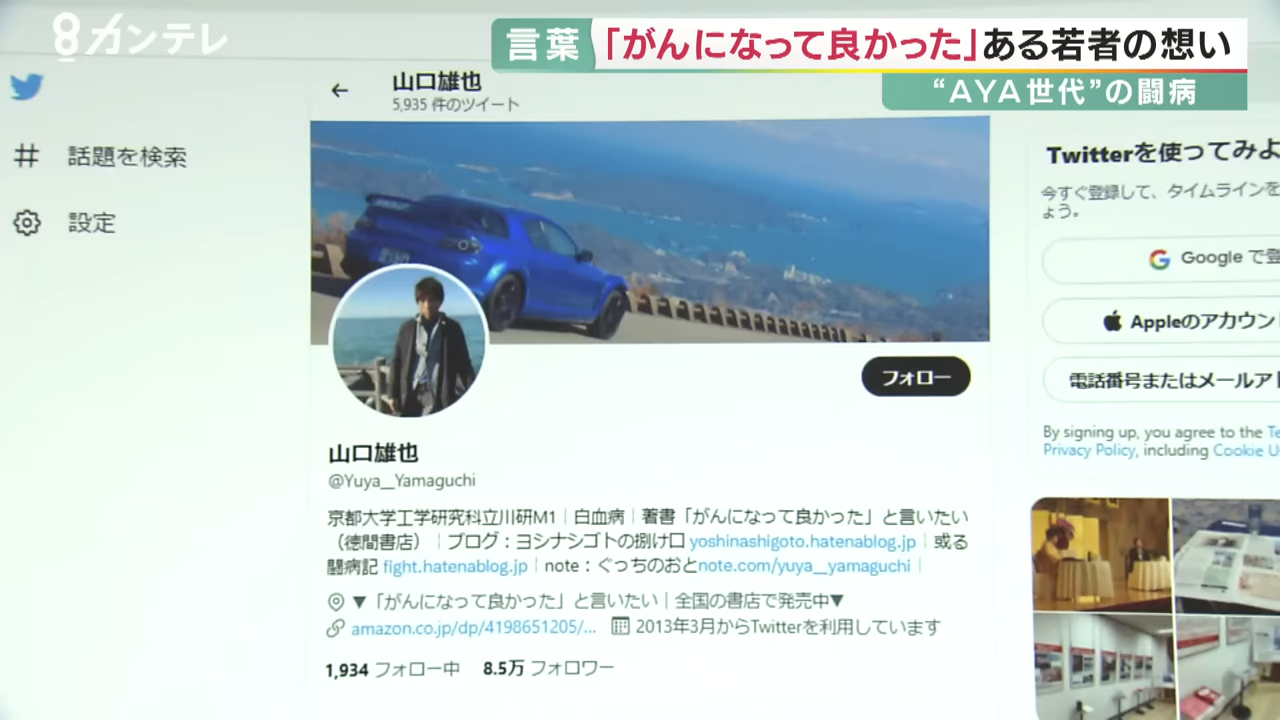 8カンテレ
言葉 「がんになって良かった」ある若者の想い
“AYA世代”の闘病
山口雄也
5,935 件のツイート
# 話題を検索
設定
Twitterを使ってみよ
今すぐ登録して、タイムラインを
ょう。
Google で登
Appleのアカウン
電話番号またはメールア
フォロー
By signing up, you agree to the Te
Privacy Policy, including Cookie U
山口雄也
@Yuya__Yamaguchi
京都大学工学研究科立川研M1｜白血病｜著書「がんになって良かった」と言いたい
（徳間書店）｜ブログ：ヨシナシゴトの捌け口 yoshinashigoto.hatenablog.jp｜或る
闘病記 fight.hatenablog.jp｜note：ぐっちのおとnote.com/yuya__yamaguchi｜
▼「がんになって良かった」と言いたい｜全国の書店で発売中▼
amazon.co.jp/dp/4198651205/... 2013年3月からTwitterを利用しています
1,934 フォロー中 8.5万 フォロワー